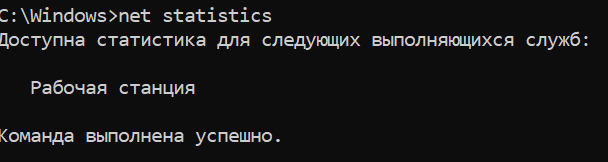 C:\Windows>net statistics
Доступна статистика для следующих выполняющихся служб:
Рабочая станция
Команда выполнена успешно.